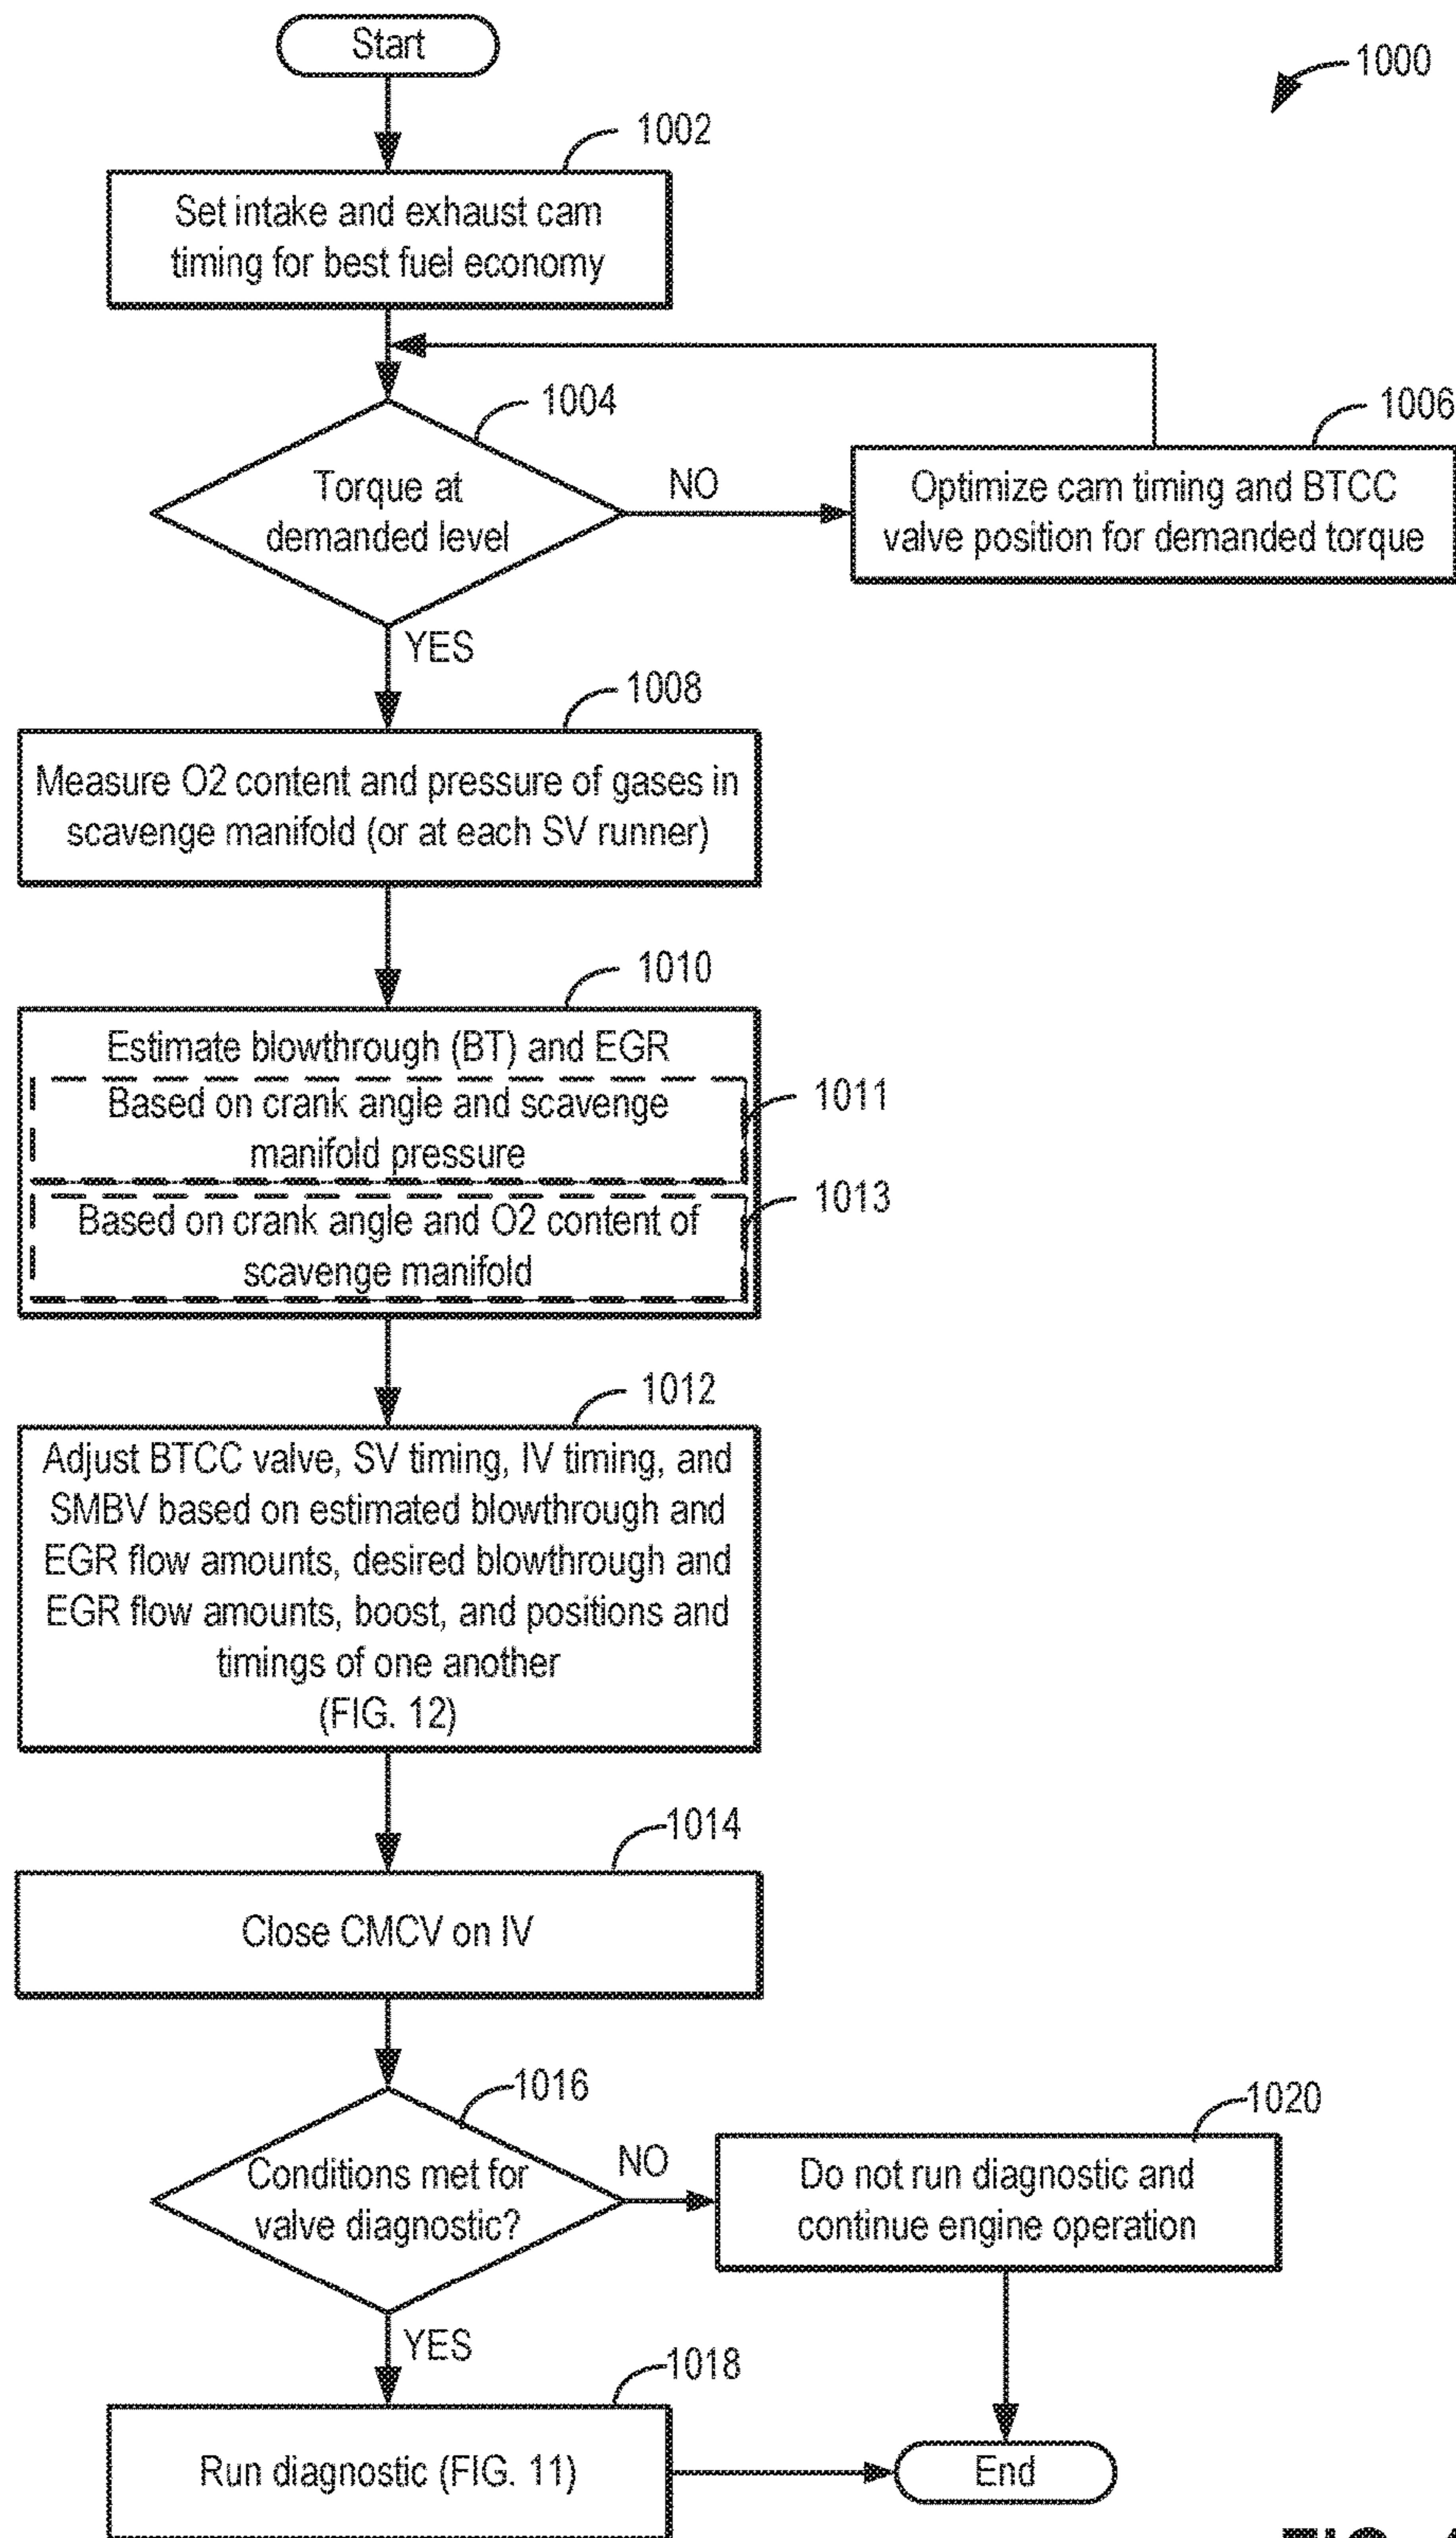 Start
1000
1002
Set intake and exhaust cam
timing for best fuel economy
1004
Torque at
demanded level
NO
1006
Optimize cam timing and BTCC
valve position for demanded torque
YES
1008
Measure O2 content and pressure of gases in
scavenge manifold (or at each SV runner)
1010
Estimate blowthrough (BT) and EGR
Based on crank angle and scavenge
manifold pressure
1011
Based on crank angle and O2 content of
scavenge manifold
1013
1012
Adjust BTCC valve, SV timing, IV timing, and
SMBV based on estimated blowthrough and
EGR flow amounts, desired blowthrough and
EGR flow amounts, boost, and positions and
timings of one another
(FIG. 12)
1014
Close CMCV on IV
1016
Conditions met for
valve diagnostic?
NO
1020
Do not run diagnostic and
continue engine operation
YES
1018
Run diagnostic (FIG. 11)
End